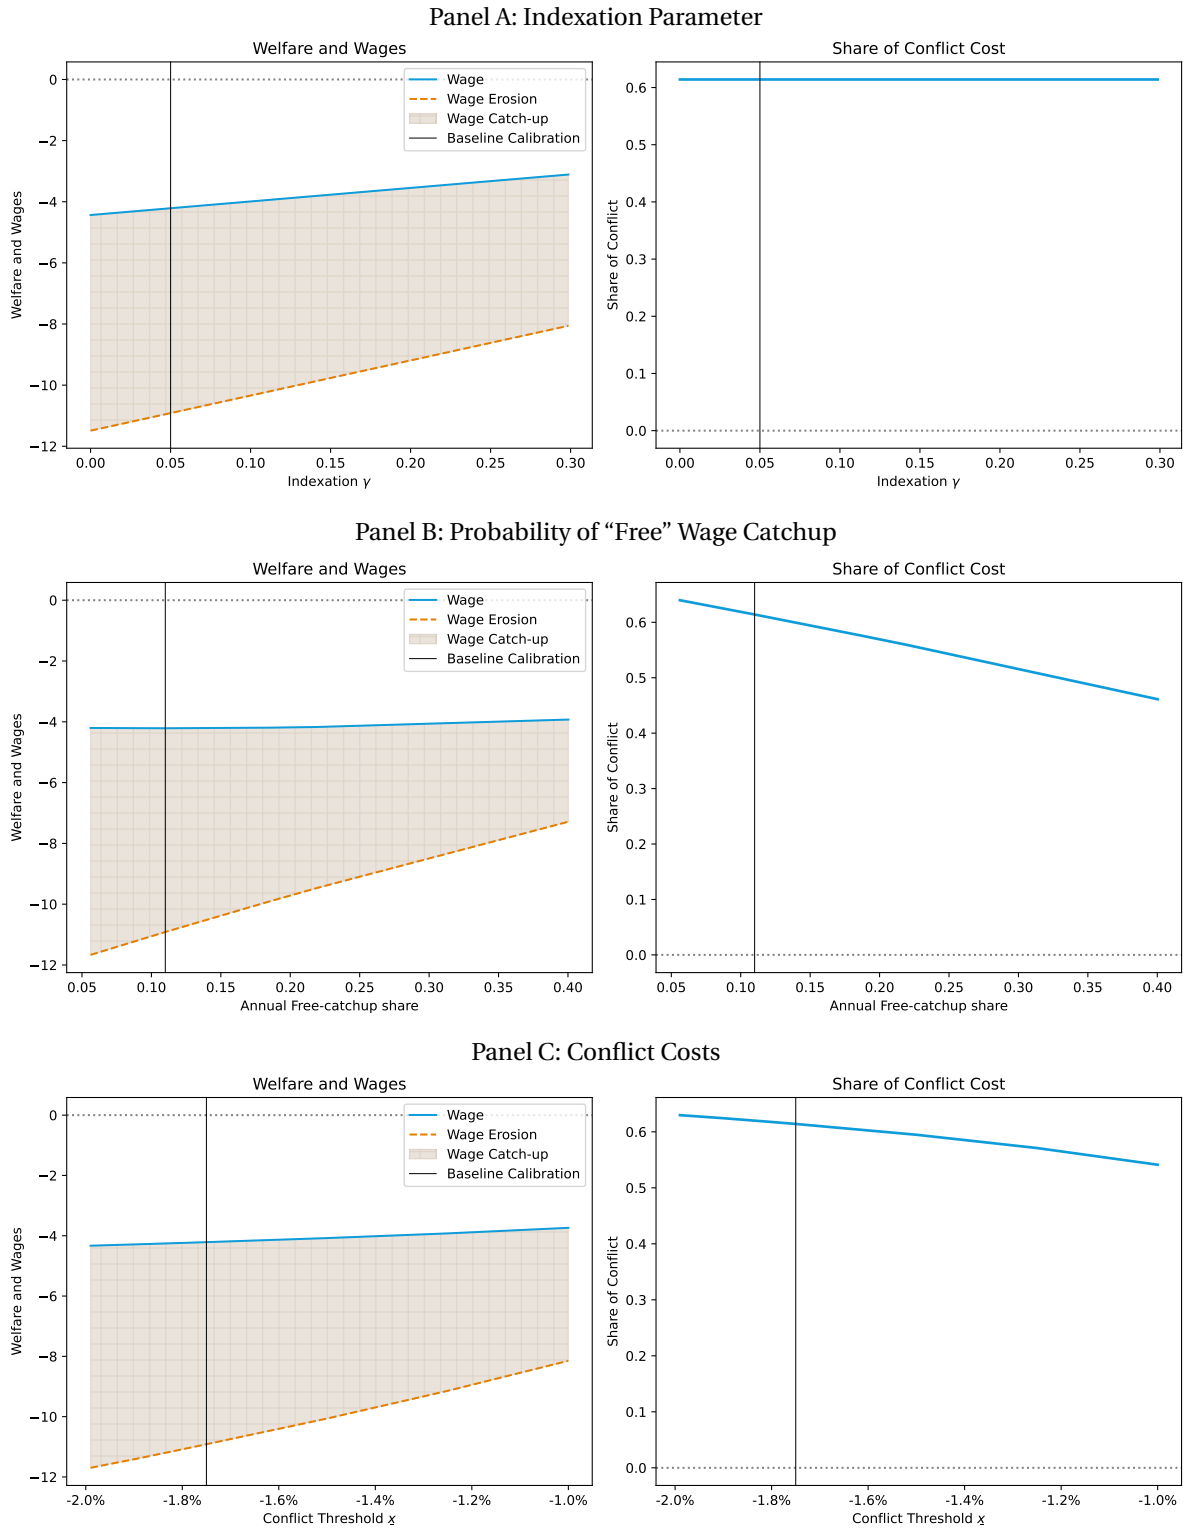 Panel A: Indexation Parameter
Welfare and Wages
Share of Conflict Cost
Welfare and Wages
0
−2
−4
−6
−8
−10
−12
Wage
Wage Erosion
Wage Catch-up
Baseline Calibration
0.00 0.05 0.10 0.15 0.20 0.25 0.30
Indexation γ
Share of Conflict
0.6
0.5
0.4
0.3
0.2
0.1
0.0
0.00 0.05 0.10 0.15 0.20 0.25 0.30
Indexation γ
Panel B: Probability of “Free” Wage Catchup
Welfare and Wages
Share of Conflict Cost
Welfare and Wages
0
−2
−4
−6
−8
−10
−12
Wage
Wage Erosion
Wage Catch-up
Baseline Calibration
0.05 0.10 0.15 0.20 0.25 0.30 0.35 0.40
Annual Free-catchup share
Share of Conflict
0.6
0.5
0.4
0.3
0.2
0.1
0.0
0.05 0.10 0.15 0.20 0.25 0.30 0.35 0.40
Annual Free-catchup share
Panel C: Conflict Costs
Welfare and Wages
Share of Conflict Cost
Welfare and Wages
0
−2
−4
−6
−8
−10
−12
Wage
Wage Erosion
Wage Catch-up
Baseline Calibration
-2.0% -1.8% -1.6% -1.4% -1.2% -1.0%
Conflict Threshold x̲
Share of Conflict
0.6
0.5
0.4
0.3
0.2
0.1
0.0
-2.0% -1.8% -1.6% -1.4% -1.2% -1.0%
Conflict Threshold x̲